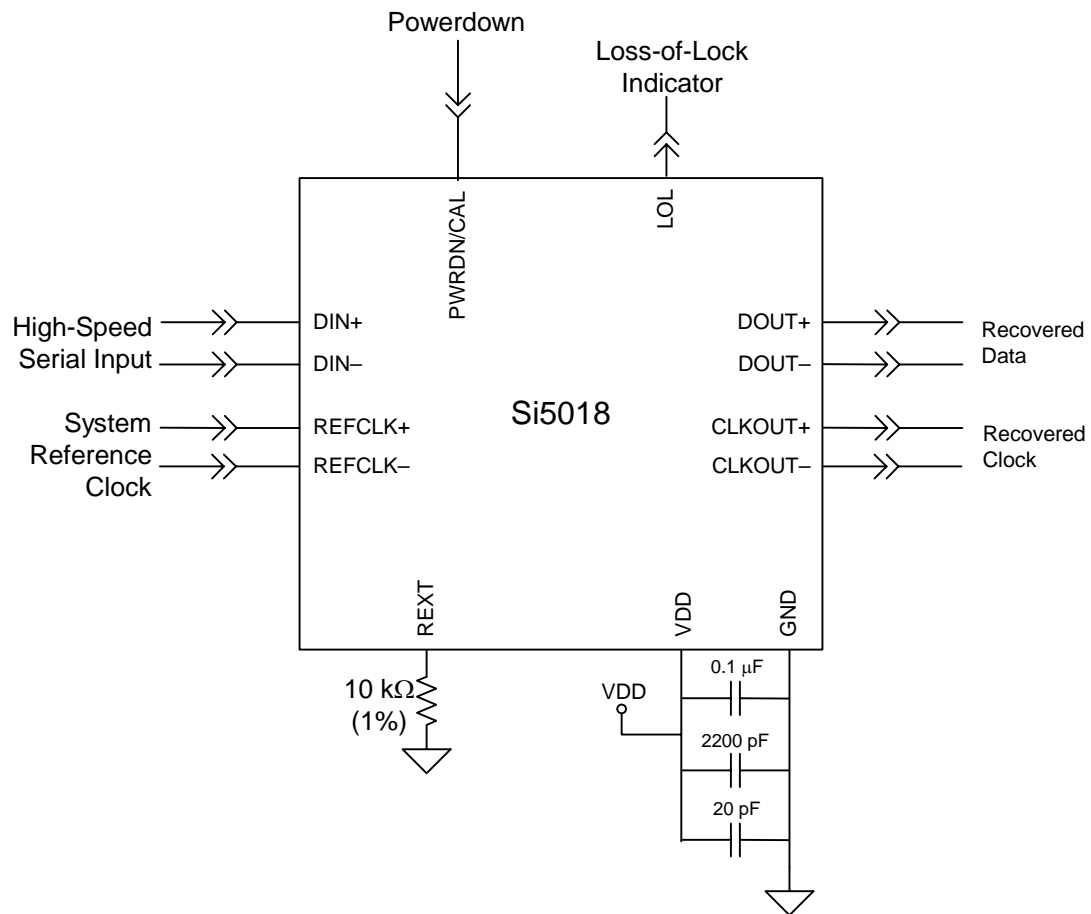 Powerdown
Loss-of-Lock
Indicator
PWRDN/CAL
LOL
High-Speed
Serial Input
DIN+
DIN–
System
Reference
Clock
REFCLK+
REFCLK–
Si5018
DOUT+
DOUT–
Recovered
Data
CLKOUT+
CLKOUT–
Recovered
Clock
REXT
VDD
GND
10 kΩ
(1%)
VDD
0.1 μF
2200 pF
20 pF